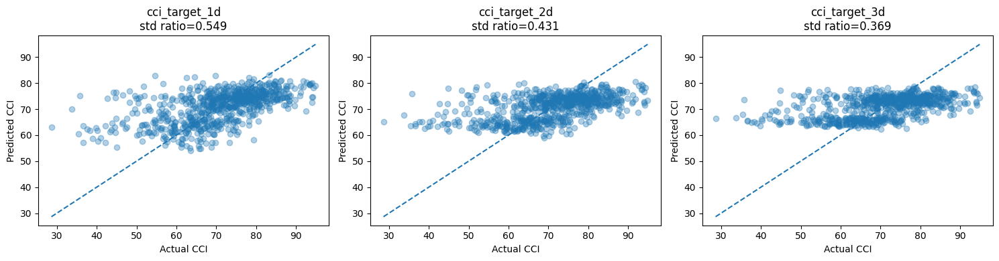 cci_target_1d
std ratio=0.549
90
80
70
60
50
40
30
Predicted CCI
30 40 50 60 70 80 90
Actual CCI
cci_target_2d
std ratio=0.431
90
80
70
60
50
40
30
Predicted CCI
30 40 50 60 70 80 90
Actual CCI
cci_target_3d
std ratio=0.369
90
80
70
60
50
40
30
Predicted CCI
30 40 50 60 70 80 90
Actual CCI